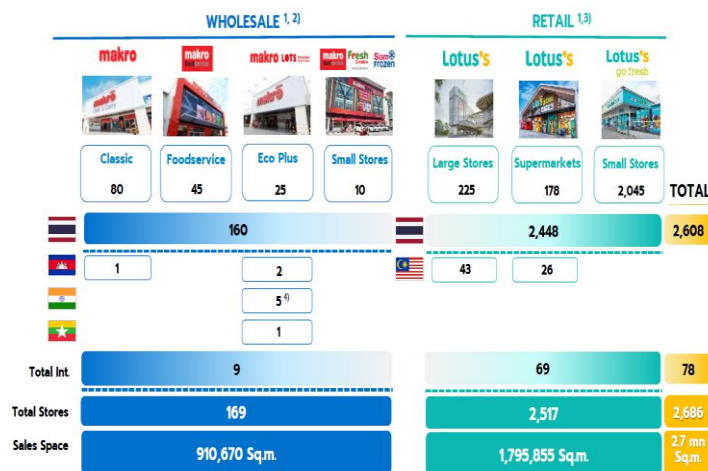 WHOLESALE 1, 2)
RETAIL 1,3)
makro
makro
makro LOTS
makro Fresh Siam Frozen
Lotus's
Lotus's
Lotus's
go fresh
Classic
80
Foodservice
45
Eco Plus
25
Small Stores
10
Large Stores
225
Supermarkets
178
Small Stores
2,045
TOTAL
160
2,448
2,608
1
2
43
26
5 4)
1
Total Int.
9
69
78
Total Stores
169
2,517
2,686
Sales Space
910,670 Sq.m.
1,795,855 Sq.m.
2.7 mn
Sq.m.